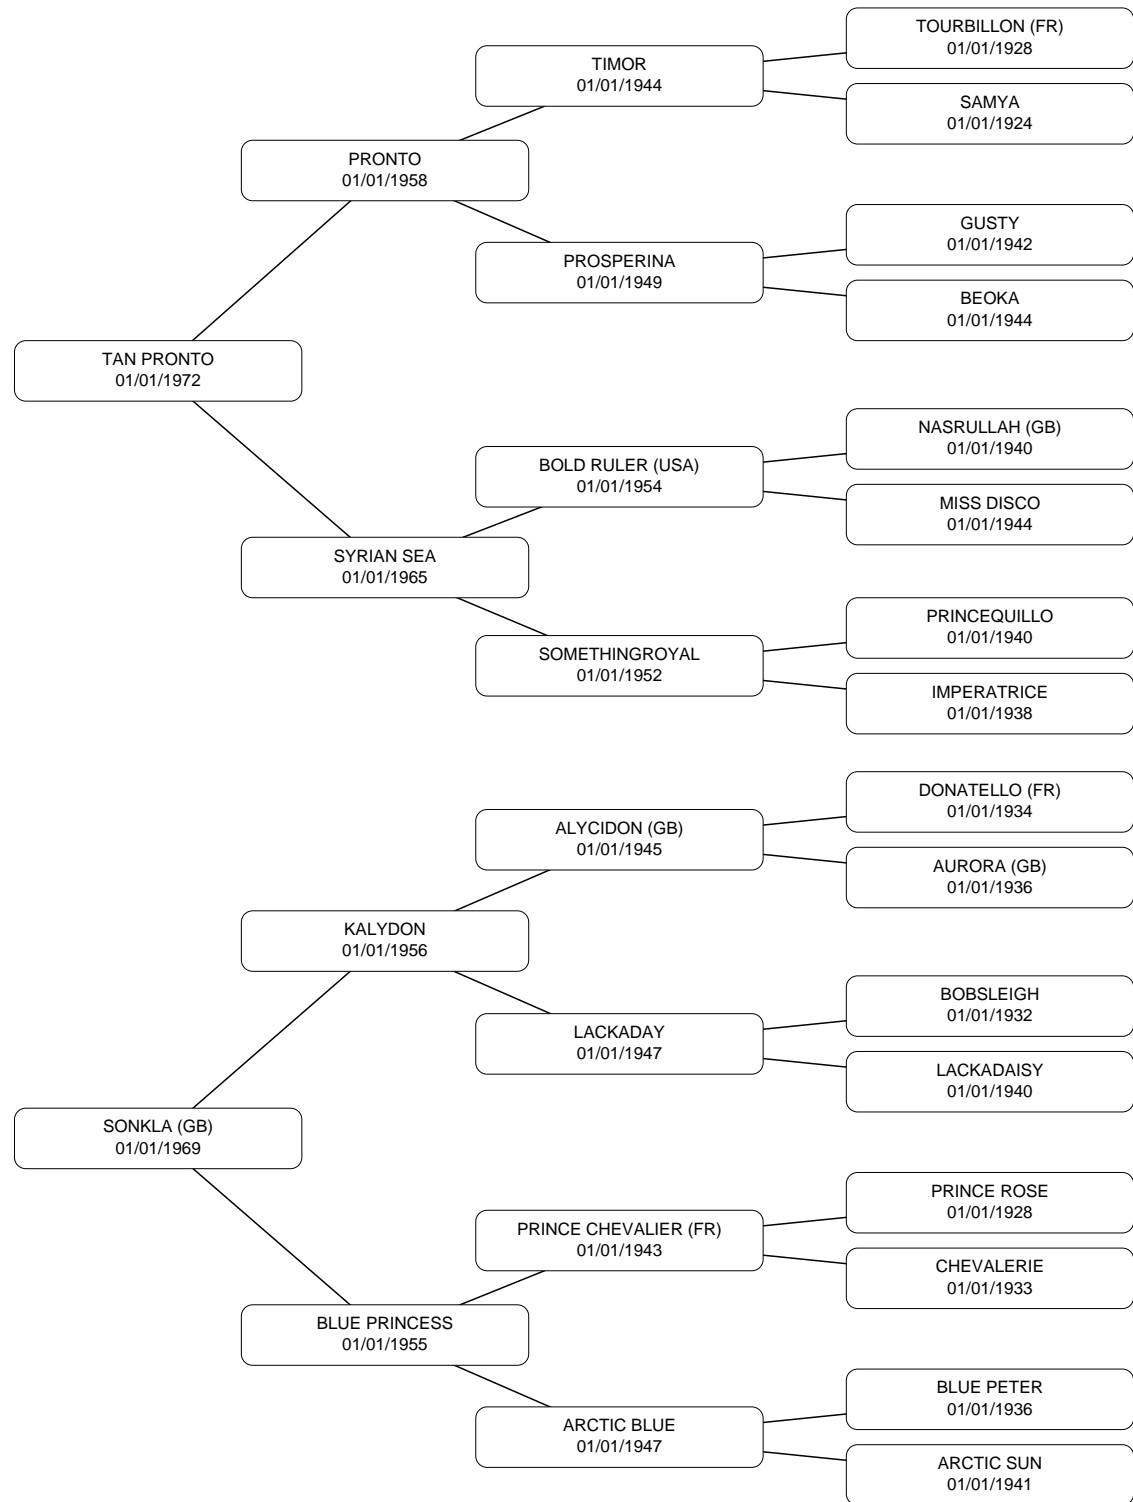 TOURBILLON (FR)
01/01/1928
TIMOR
01/01/1944
SAMYA
01/01/1924
PRONTO
01/01/1958
GUSTY
01/01/1942
PROSPERINA
01/01/1949
BEOKA
01/01/1944
TAN PRONTO
01/01/1972
NASRULLAH (GB)
01/01/1940
BOLD RULER (USA)
01/01/1954
MISS DISCO
01/01/1944
SYRIAN SEA
01/01/1965
PRINCEQUILLO
01/01/1940
SOMETHINGROYAL
01/01/1952
IMPERATRICE
01/01/1938
DONATELLO (FR)
01/01/1934
ALYCIDON (GB)
01/01/1945
AURORA (GB)
01/01/1936
KALYDON
01/01/1956
BOBSLEIGH
01/01/1932
LACKADAY
01/01/1947
LACKADAISY
01/01/1940
SONKLA (GB)
01/01/1969
PRINCE ROSE
01/01/1928
PRINCE CHEVALIER (FR)
01/01/1943
CHEVALERIE
01/01/1933
BLUE PRINCESS
01/01/1955
BLUE PETER
01/01/1936
ARCTIC BLUE
01/01/1947
ARCTIC SUN
01/01/1941